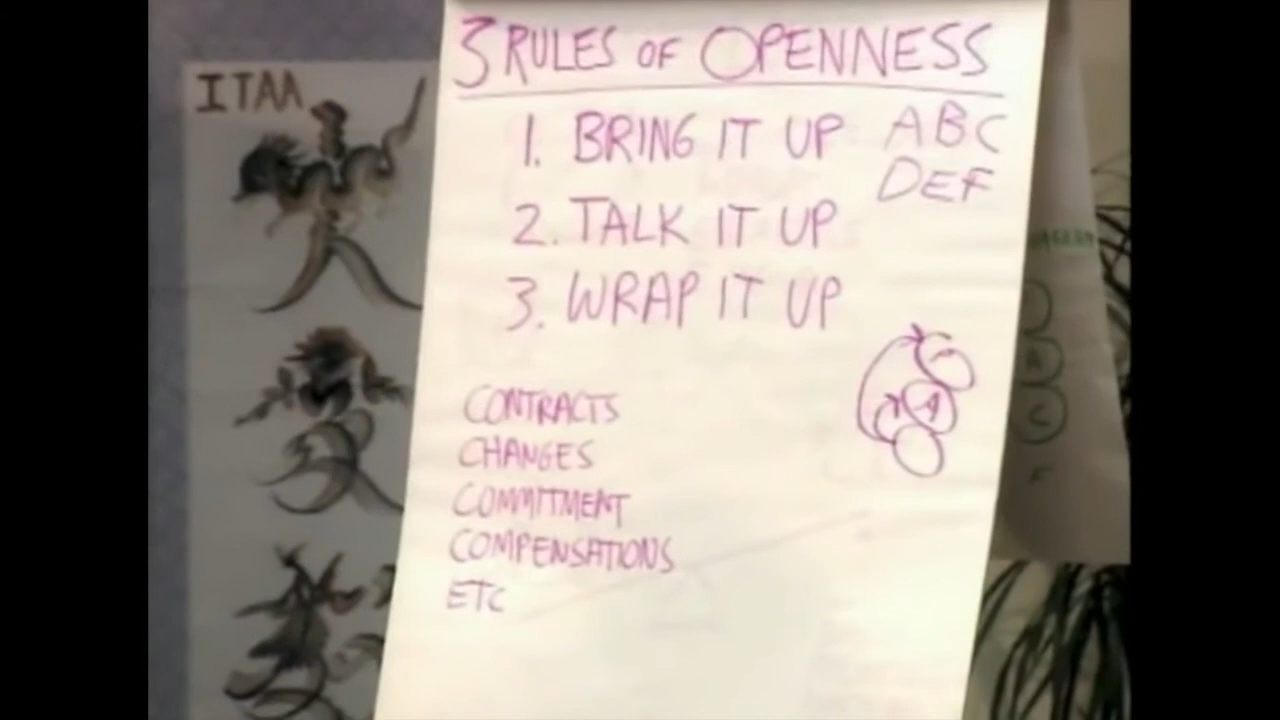 3 RULES OF OPENNESS
1. BRING IT UP
ABC
DEF
2. TALK IT UP
3. WRAP IT UP
CONTRACTS
CHANGES
COMMITMENT
COMPENSATIONS
ETC
A
ITAA
C